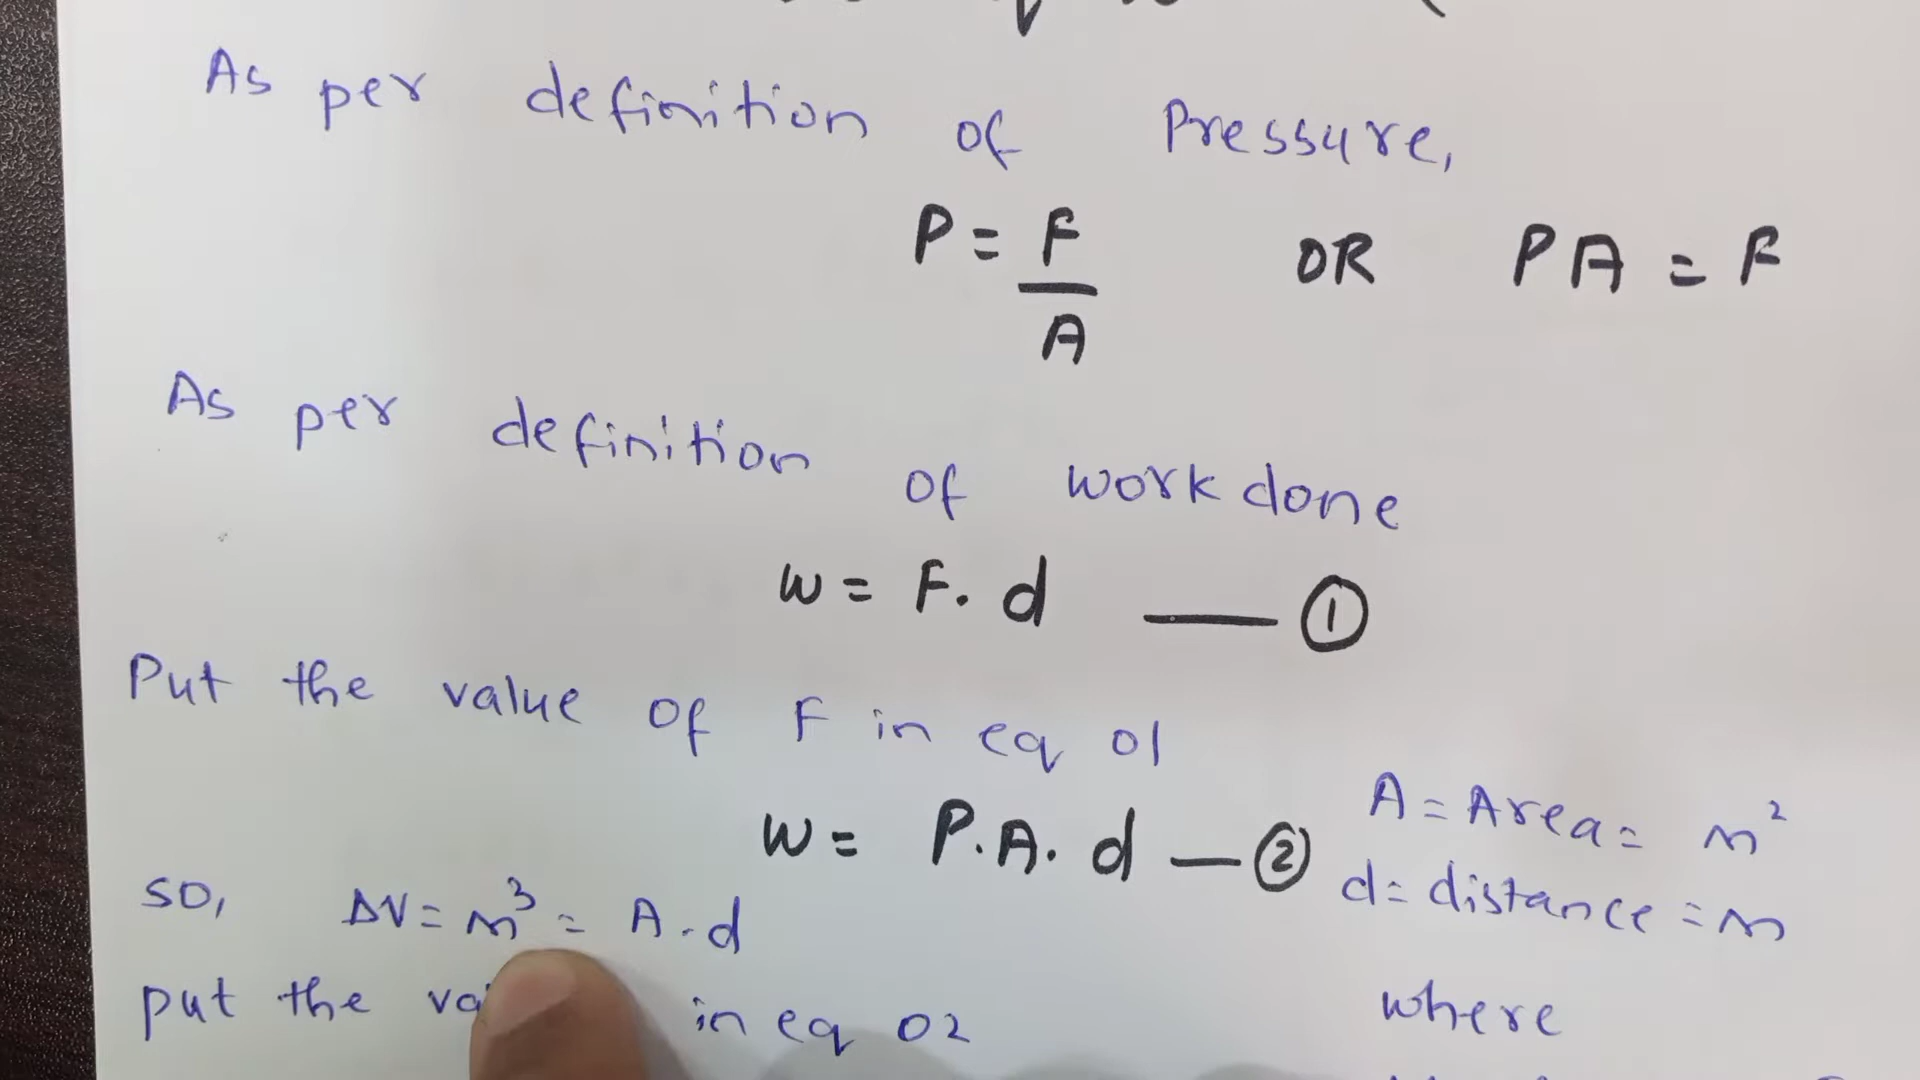 As per definition of Pressure,
P = F/A OR PA = F
As per definition of work done
W = F. d — ①
Put the value of F in eq 01
W = P.A. d — ②
A = Area = m²
d = distance = m
so, ΔV = m³ = A.d
put the in eq 02
where